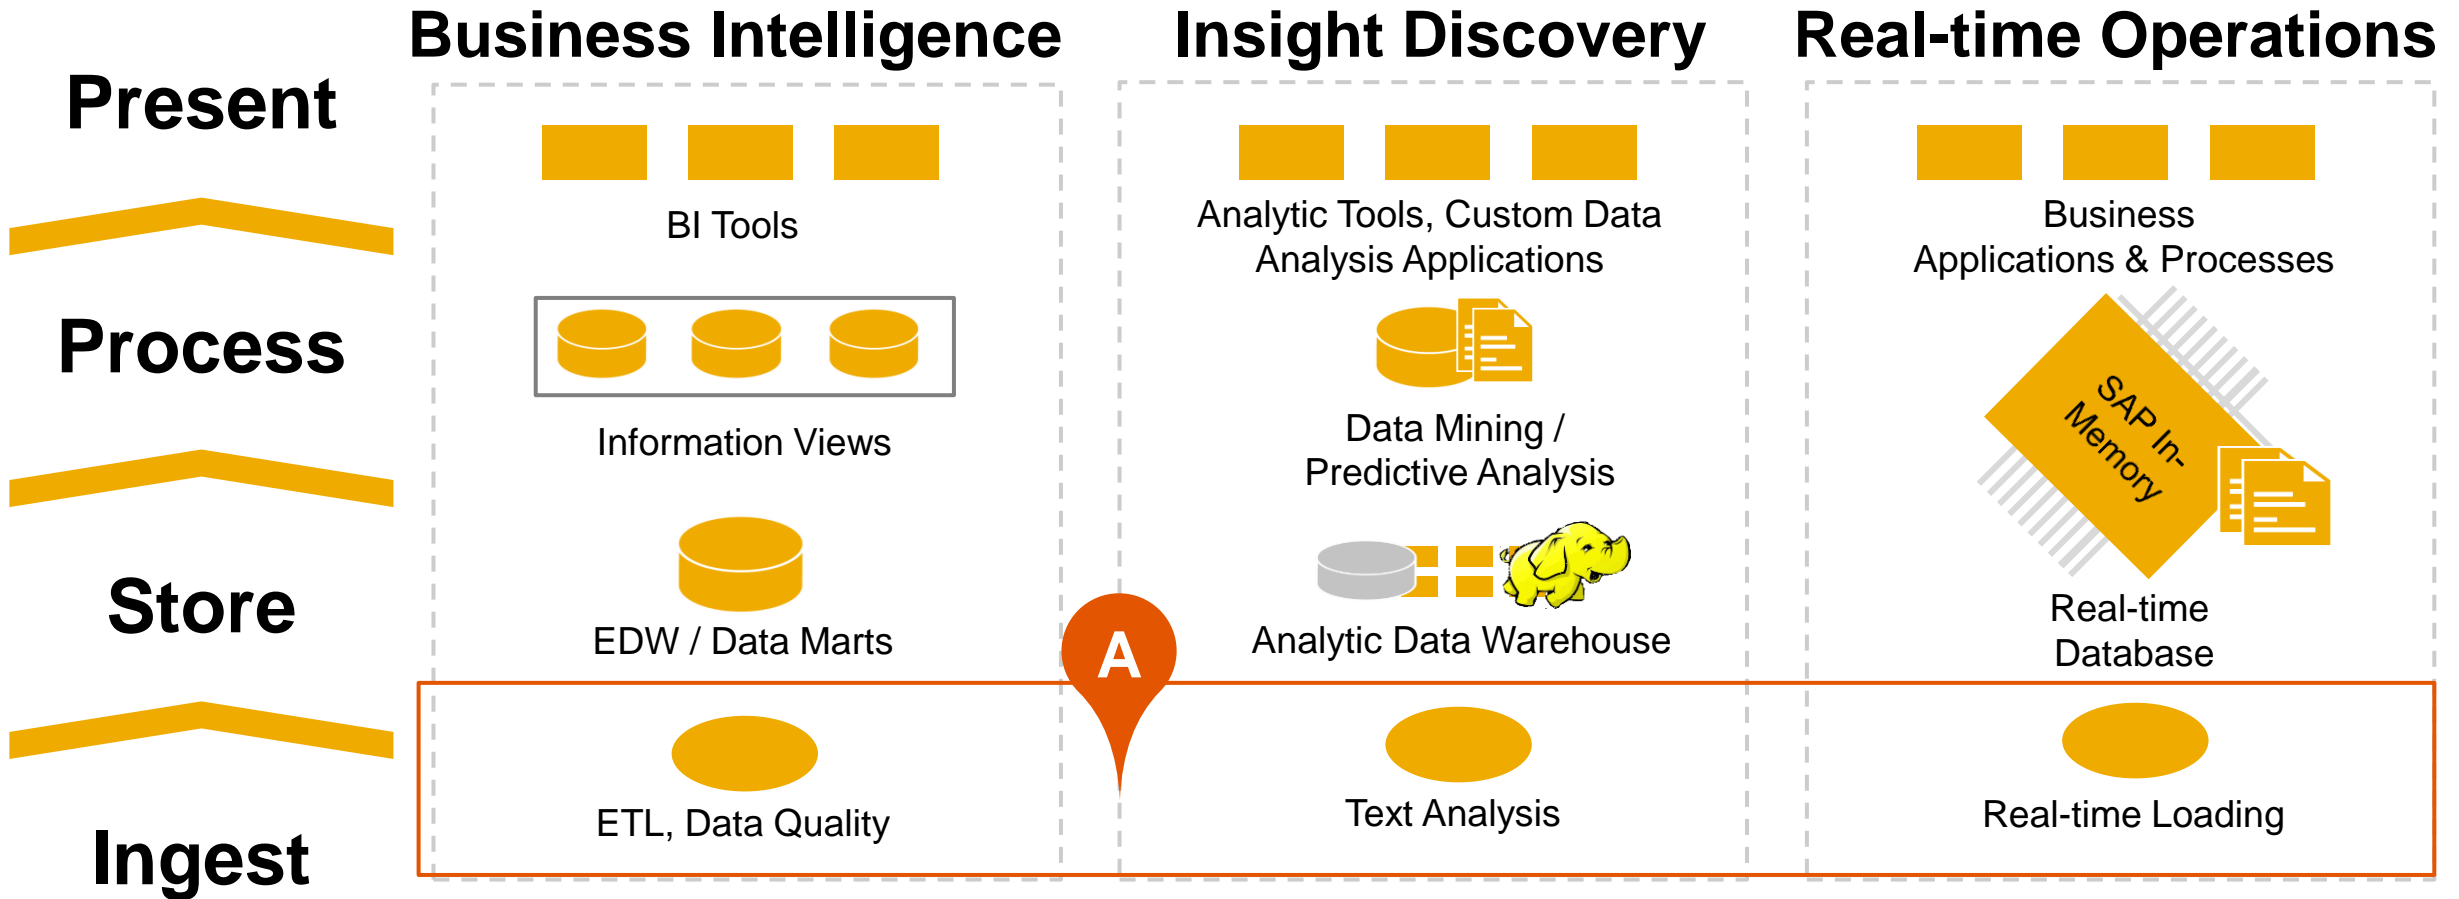 Business Intelligence
Insight Discovery
Real-time Operations
Present
BI Tools
Analytic Tools, Custom Data
Analysis Applications
Business
Applications & Processes
Process
Information Views
Data Mining /
Predictive Analysis
SAP In-
Memory
Store
EDW / Data Marts
A
Analytic Data Warehouse
Real-time
Database
Ingest
ETL, Data Quality
Text Analysis
Real-time Loading